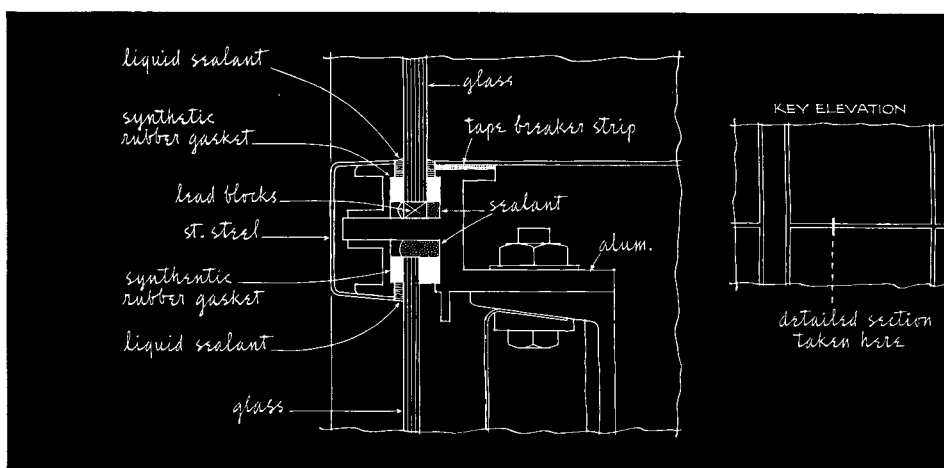 liquid sealant
glass
synthetic
rubber gasket
tape breaker strip
lead blocks
sealant
st. steel
alum.
synthentic
rubber gasket
liquid sealant
glass
KEY ELEVATION
detailed section
taken here